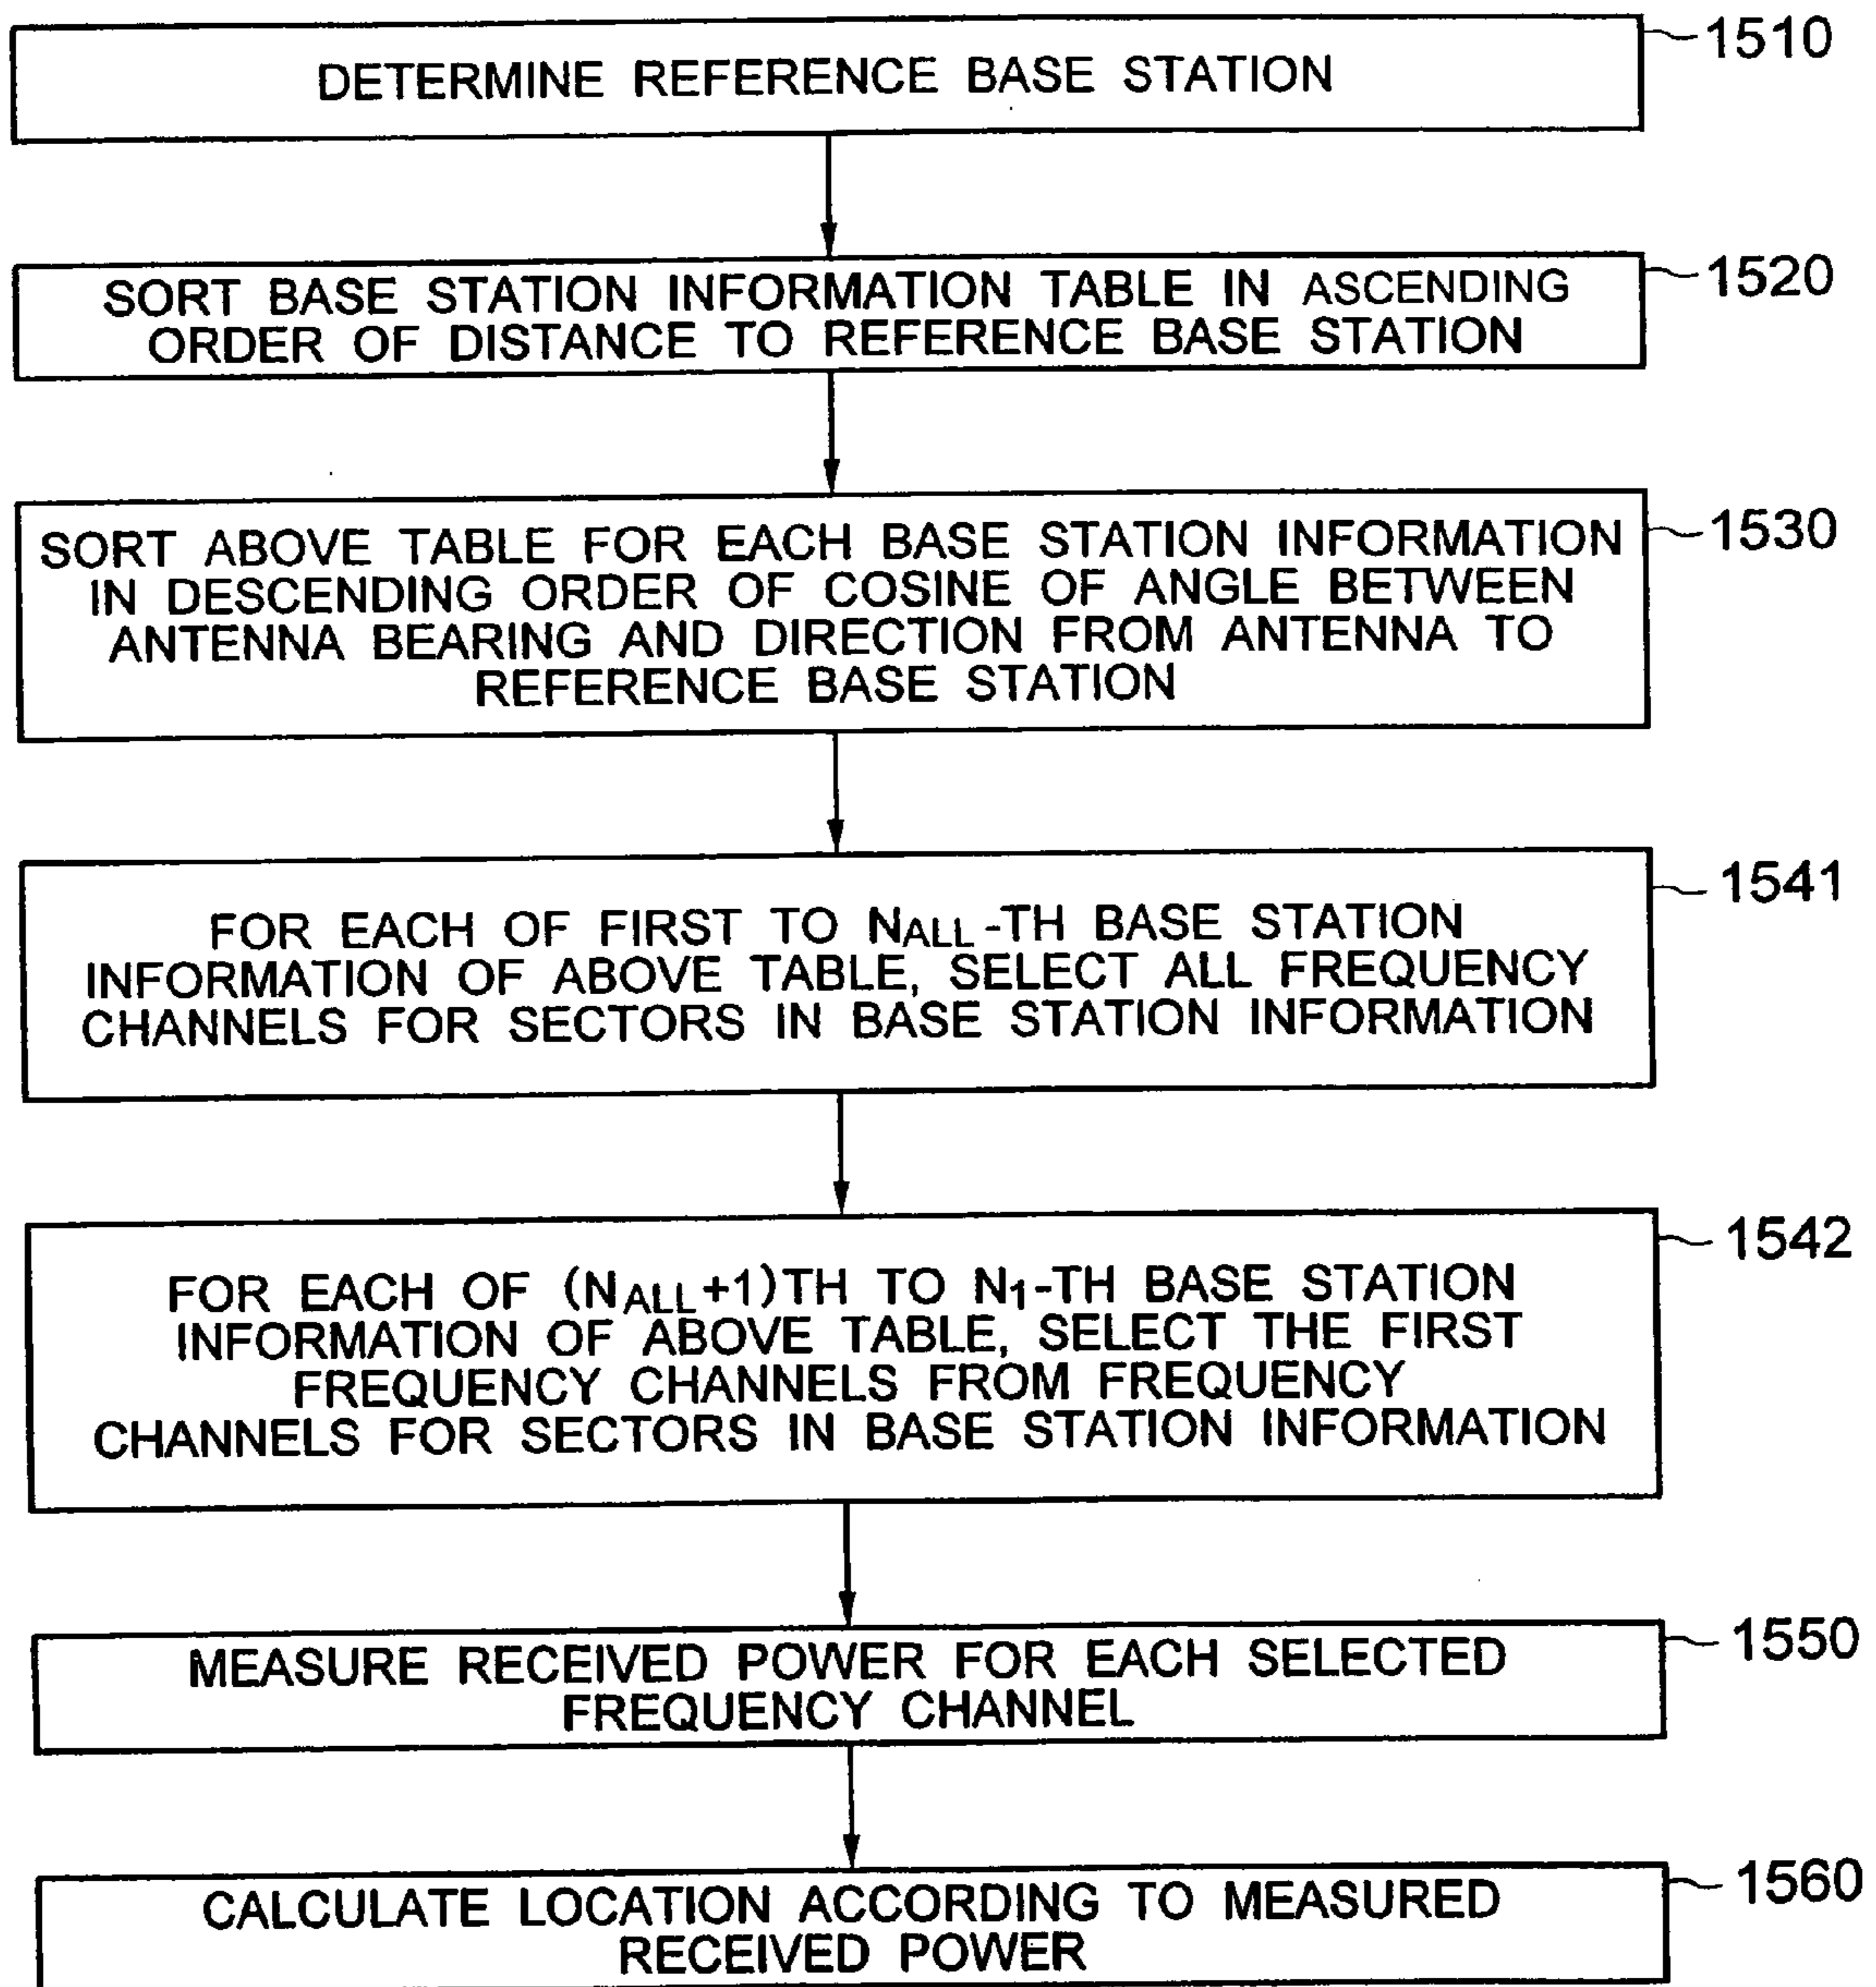 DETERMINE REFERENCE BASE STATION
1510
SORT BASE STATION INFORMATION TABLE IN ASCENDING
ORDER OF DISTANCE TO REFERENCE BASE STATION
1520
SORT ABOVE TABLE FOR EACH BASE STATION INFORMATION
IN DESCENDING ORDER OF COSINE OF ANGLE BETWEEN
ANTENNA BEARING AND DIRECTION FROM ANTENNA TO
REFERENCE BASE STATION
1530
FOR EACH OF FIRST TO NALL-TH BASE STATION
INFORMATION OF ABOVE TABLE, SELECT ALL FREQUENCY
CHANNELS FOR SECTORS IN BASE STATION INFORMATION
1541
FOR EACH OF (NALL+1)TH TO N1-TH BASE STATION
INFORMATION OF ABOVE TABLE, SELECT THE FIRST
FREQUENCY CHANNELS FROM FREQUENCY
CHANNELS FOR SECTORS IN BASE STATION INFORMATION
1542
MEASURE RECEIVED POWER FOR EACH SELECTED
FREQUENCY CHANNEL
1550
CALCULATE LOCATION ACCORDING TO MEASURED
RECEIVED POWER
1560